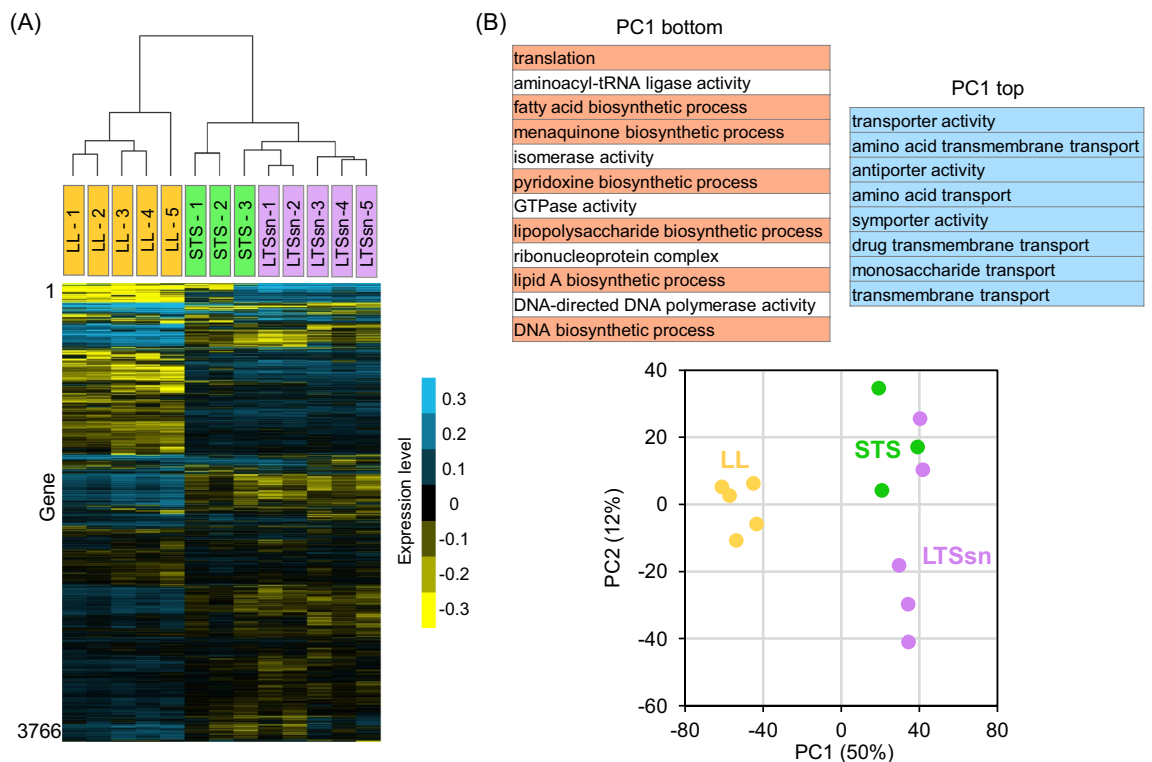 (A)
LL - 1
LL - 2
LL - 3
LL - 4
LL - 5
STS - 1
STS - 2
STS - 3
LTSsn-1
LTSsn-2
LTSsn-3
LTSsn-4
LTSsn-5
1
Gene
3766
Expression level
0.3
0.2
0.1
0
-0.1
-0.2
-0.3
(B)
PC1 bottom
translation
aminoacyl-tRNA ligase activity
fatty acid biosynthetic process
menaquinone biosynthetic process
isomerase activity
pyridoxine biosynthetic process
GTPase activity
lipopolysaccharide biosynthetic process
ribonucleoprotein complex
lipid A biosynthetic process
DNA-directed DNA polymerase activity
DNA biosynthetic process
PC1 top
transporter activity
amino acid transmembrane transport
antiporter activity
amino acid transport
symporter activity
drug transmembrane transport
monosaccharide transport
transmembrane transport
PC2 (12%)
40
20
0
-20
-40
-60
LL
STS
LTSsn
-80
-40
0
40
80
PC1 (50%)